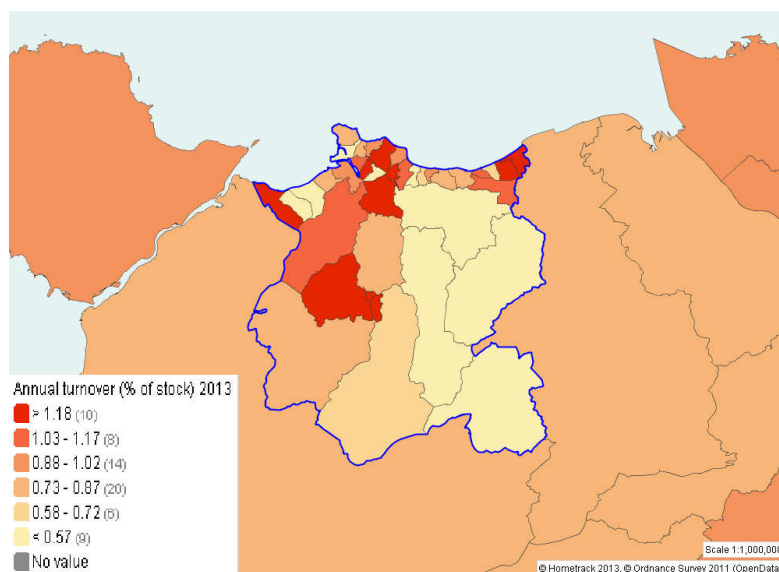 Annual turnover (% of stock) 2013
> 1.18 (10)
1.03 - 1.17 (8)
0.88 - 1.02 (14)
0.73 - 0.87 (20)
0.58 - 0.72 (6)
< 0.57 (9)
No value
Scale 1:1,000,000
© Hometrack 2013, © Ordnance Survey 2011 (OpenData